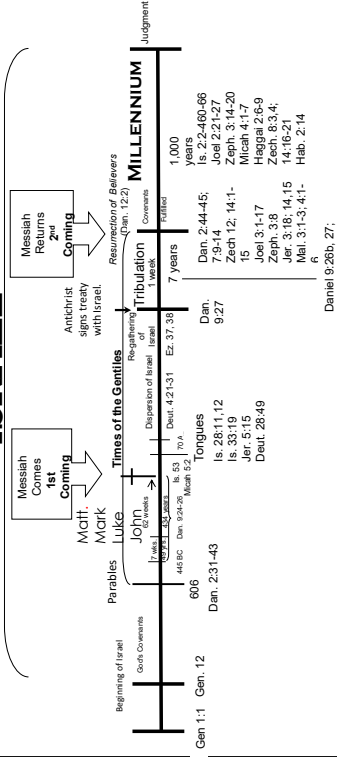 Messiah
Comes
1st
Coming
Messiah
Returns
2nd
Coming
Antichrist
signs treaty
with Israel.
Resurrection of Believers
(Dan. 12:2)
Judgment
Parables
Matt.
Mark
Luke
John
Times of the Gentiles
Re-gathering
of
Israel
Tribulation
1 week
Covenants
Fulfilled
MILLENNIUM
Beginning of Israel
God's Covenants
7 wks.
62 weeks
49 yrs.
434 years
Dispersion of Israel
7 years
1,000
years
Gen 1:1
Gen. 12
606
Dan. 2:31-43
445 BC
Dan. 9:24-26
Is. 53
Micah 5:2
70 A.
Deut. 4:21-31
Ez. 37, 38
Tongues
Is. 28:11,12
Is. 33:19
Jer. 5:15
Deut. 28:49
Dan.
9:27
Dan. 2:44-45;
7:9-14
Zech 12; 14:1-
15
Joel 3:1-17
Zeph. 3:8
Jer. 3:18; 14,15
Mal. 3:1-3; 4:1-
6
Daniel 9:26b, 27;
Is. 2:2-460-66
Joel 2:21-27
Zeph. 3:14-20
Micah 4:1-7
Haggai 2:6-9
Zech. 8:3,4;
14:16-21
Hab. 2:14